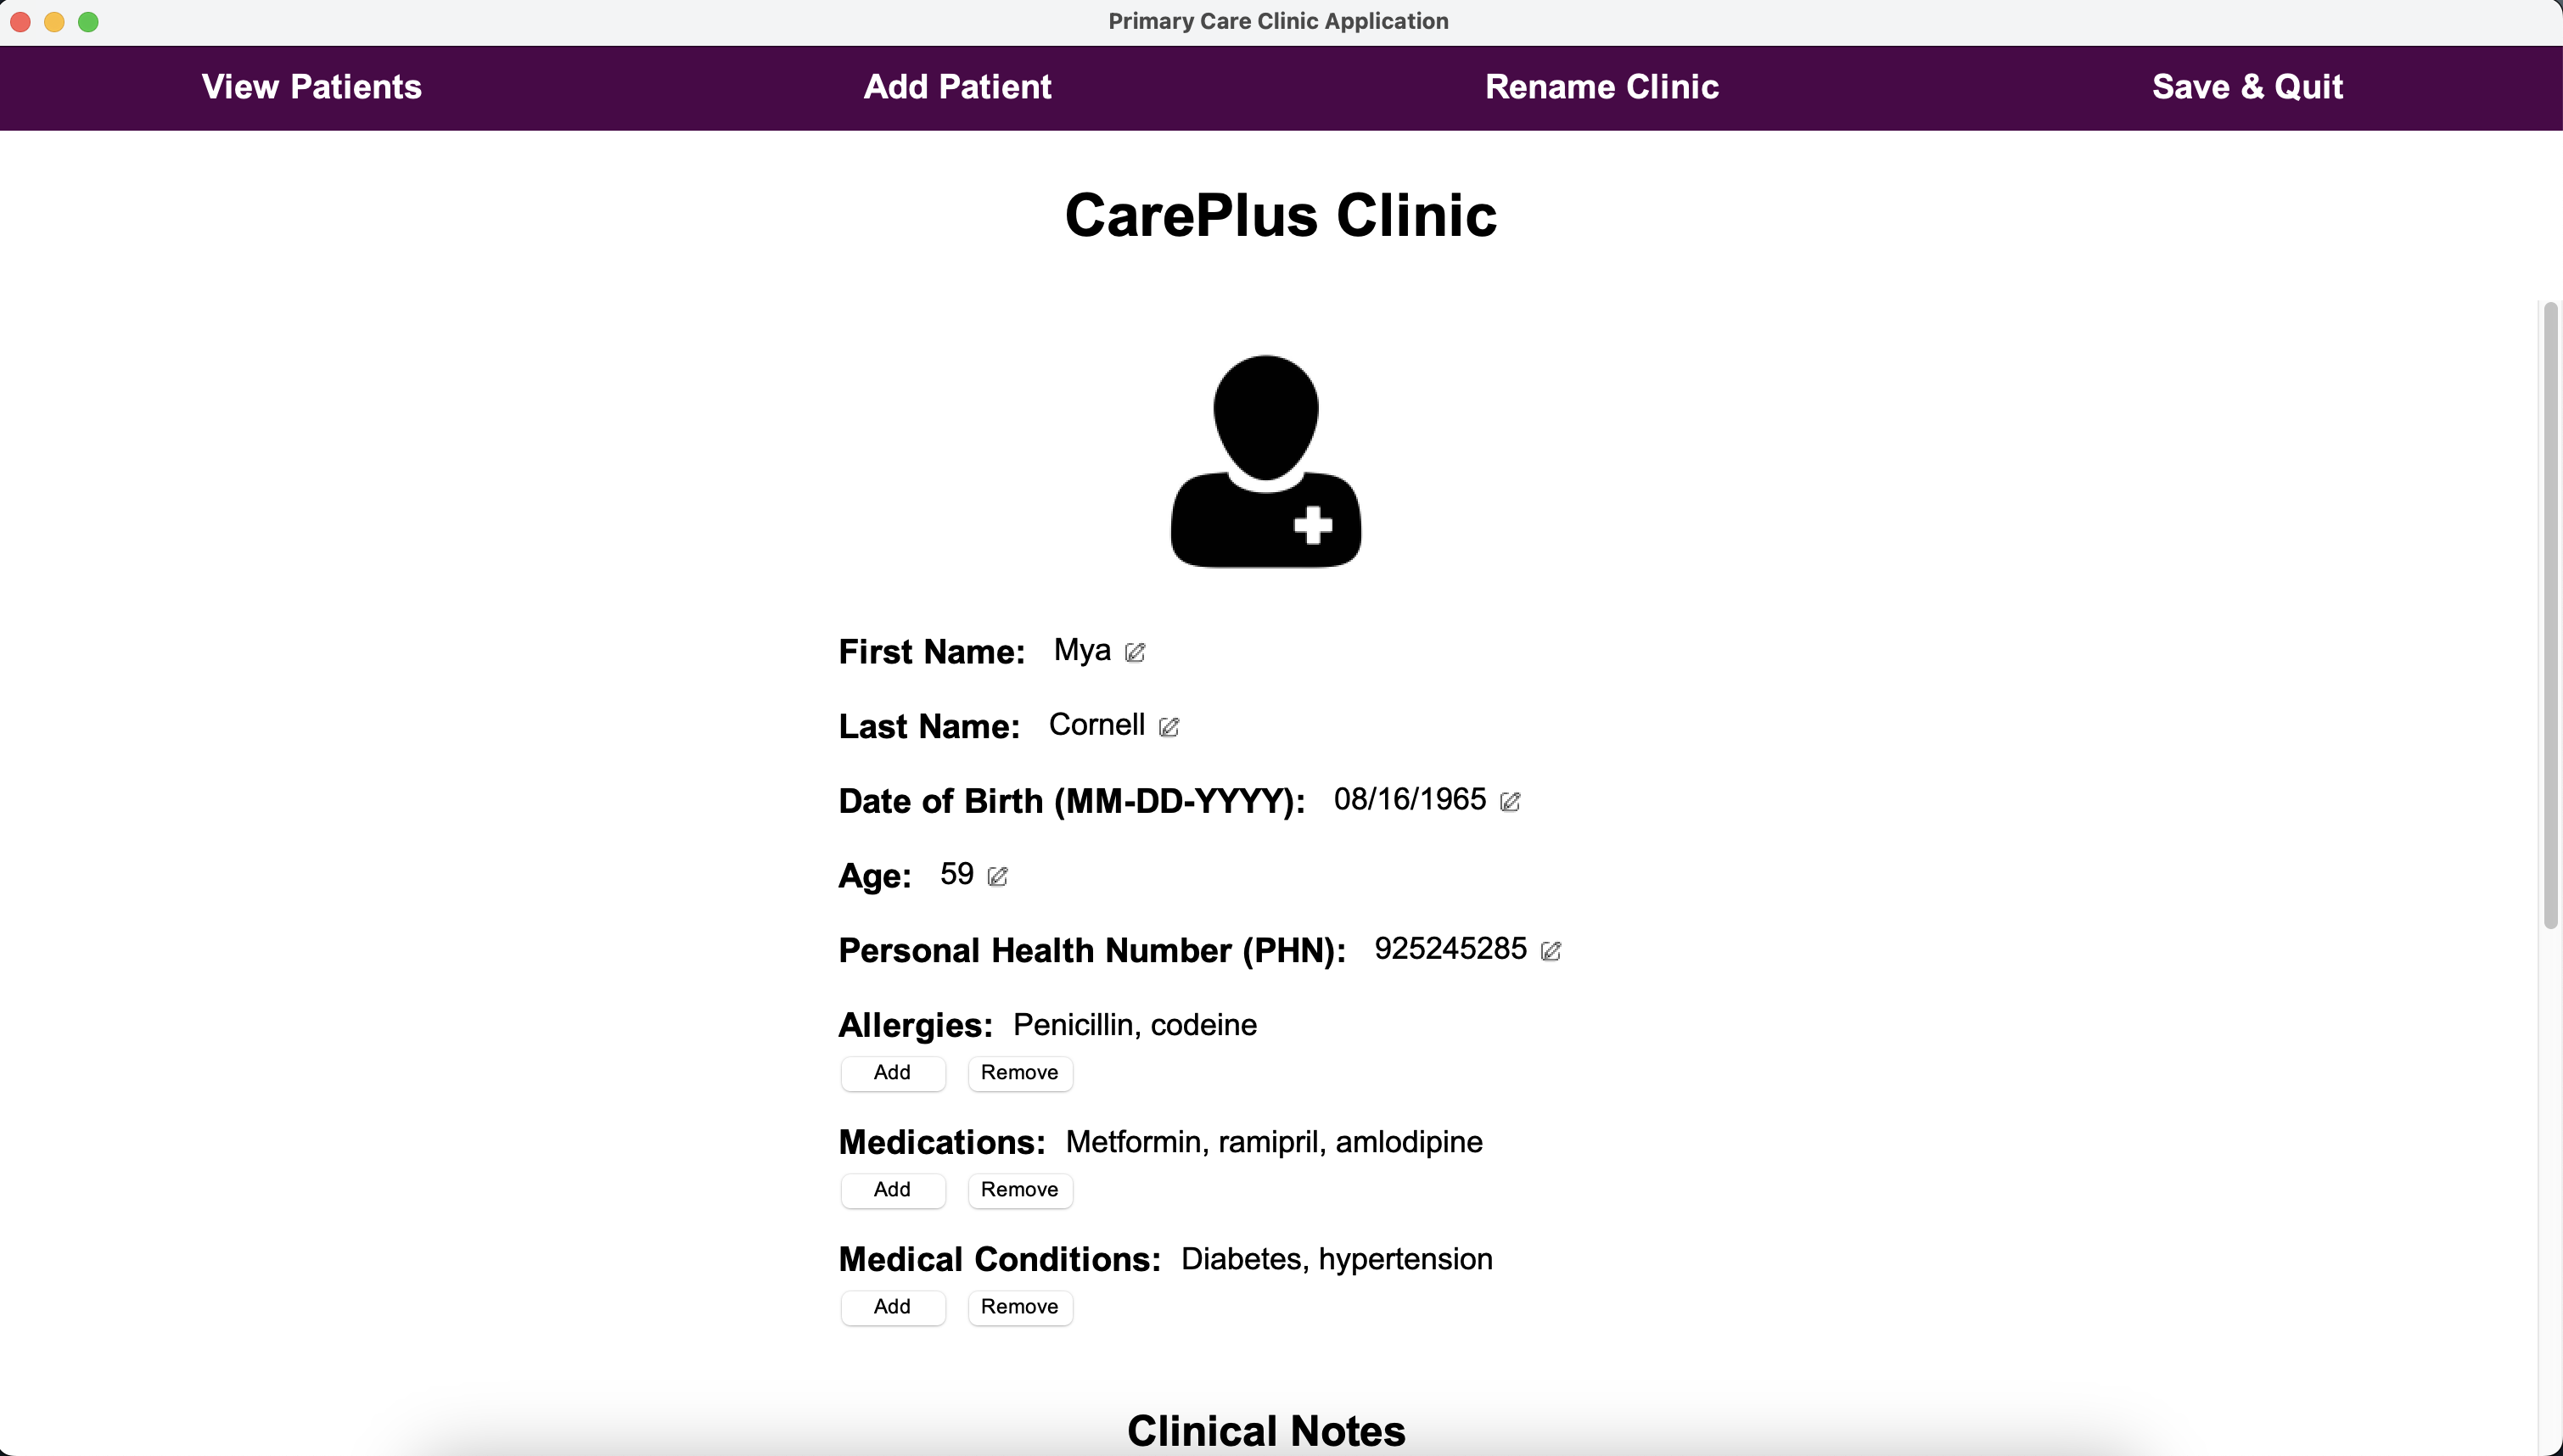 Primary Care Clinic Application
View Patients Add Patient Rename Clinic Save & Quit
CarePlus Clinic
First Name: Mya
Last Name: Cornell
Date of Birth (MM-DD-YYYY): 08/16/1965
Age: 59
Personal Health Number (PHN): 925245285
Allergies: Penicillin, codeine
Add Remove
Medications: Metformin, ramipril, amlodipine
Add Remove
Medical Conditions: Diabetes, hypertension
Add Remove
Clinical Notes